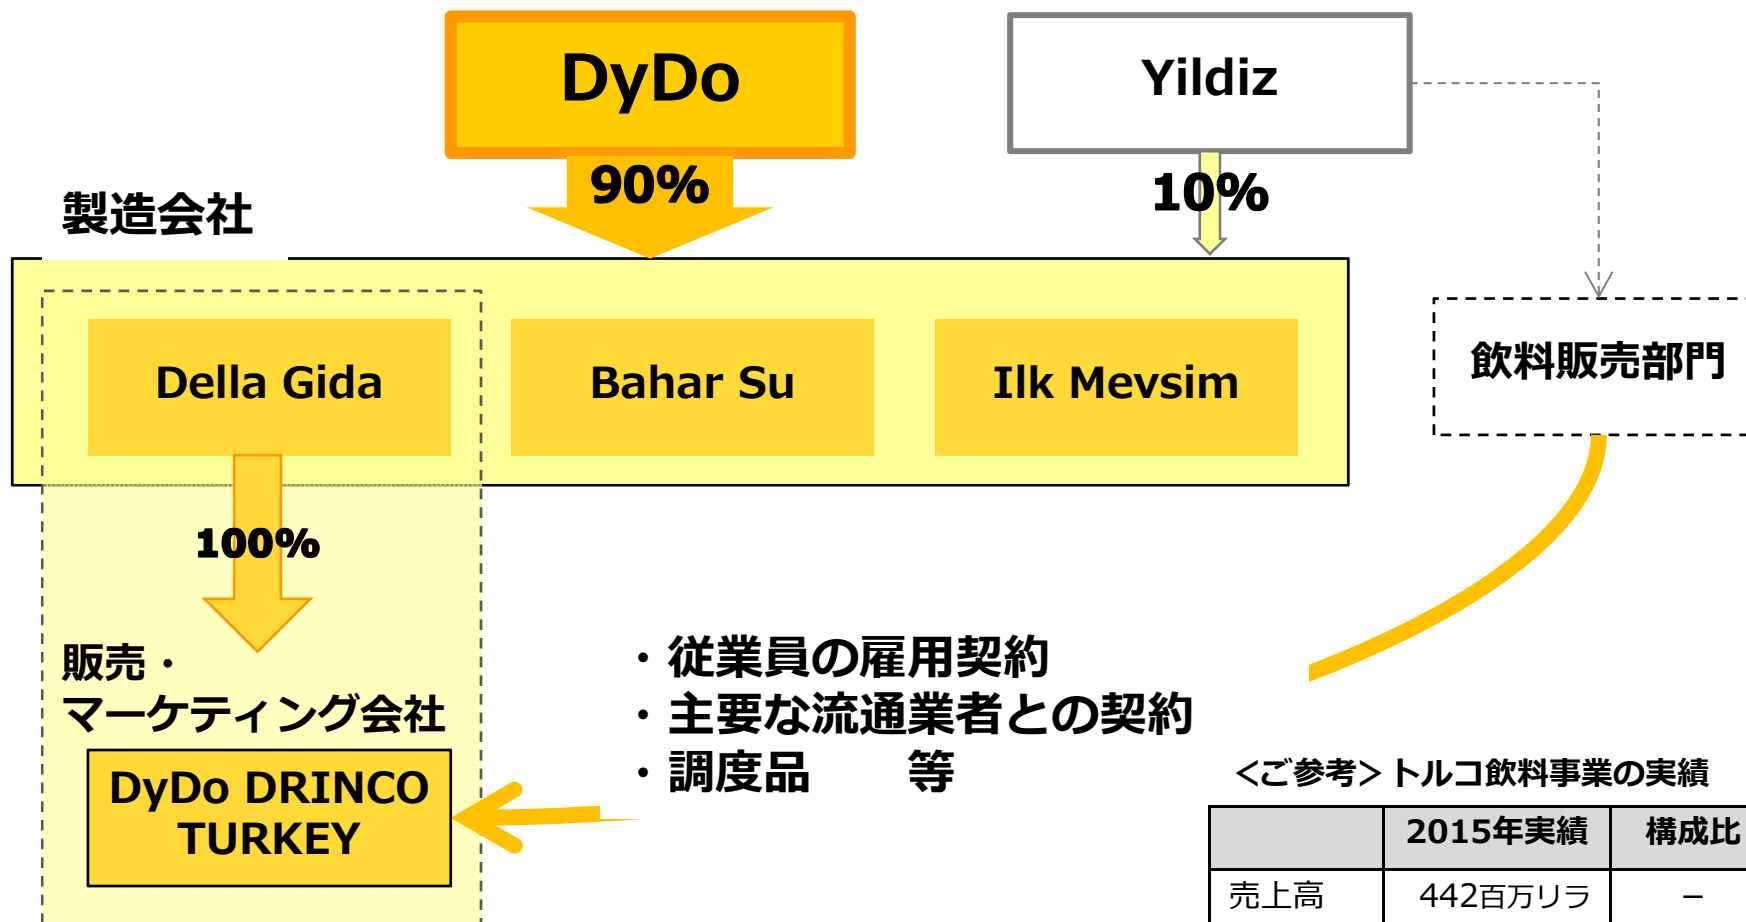 DyDo
Yildiz
90%
10%
製造会社
Della Gida
Bahar Su
Ilk Mevsim
飲料販売部門
100%
販売・
マーケティング会社
DyDo DRINCO
TURKEY
・従業員の雇用契約
・主要な流通業者との契約
・調度品　　等
＜ご参考＞トルコ飲料事業の実績
2015年実績 構成比
売上高 442百万リラ －